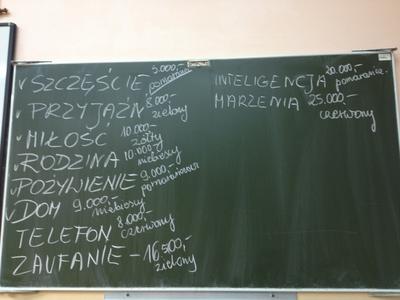 ✓ SZCZĘŚCIE 5.000,- pomarańcz
✓ PRZYJAŹŃ 8.000,- zielony
✓ MIŁOŚĆ 10.000,- żółty
✓ RODZINA 10.000,- niebieski
✓ POŻYWIENIE 9.000,- pomarańczowy
✓ DOM 9.000,- niebieski
TELEFON 8.000,- czerwony
ZAUFANIE – 16.500,- zielony
INTELIGENCJA 20.000,-
MARZENIA 25.000,- czerwony